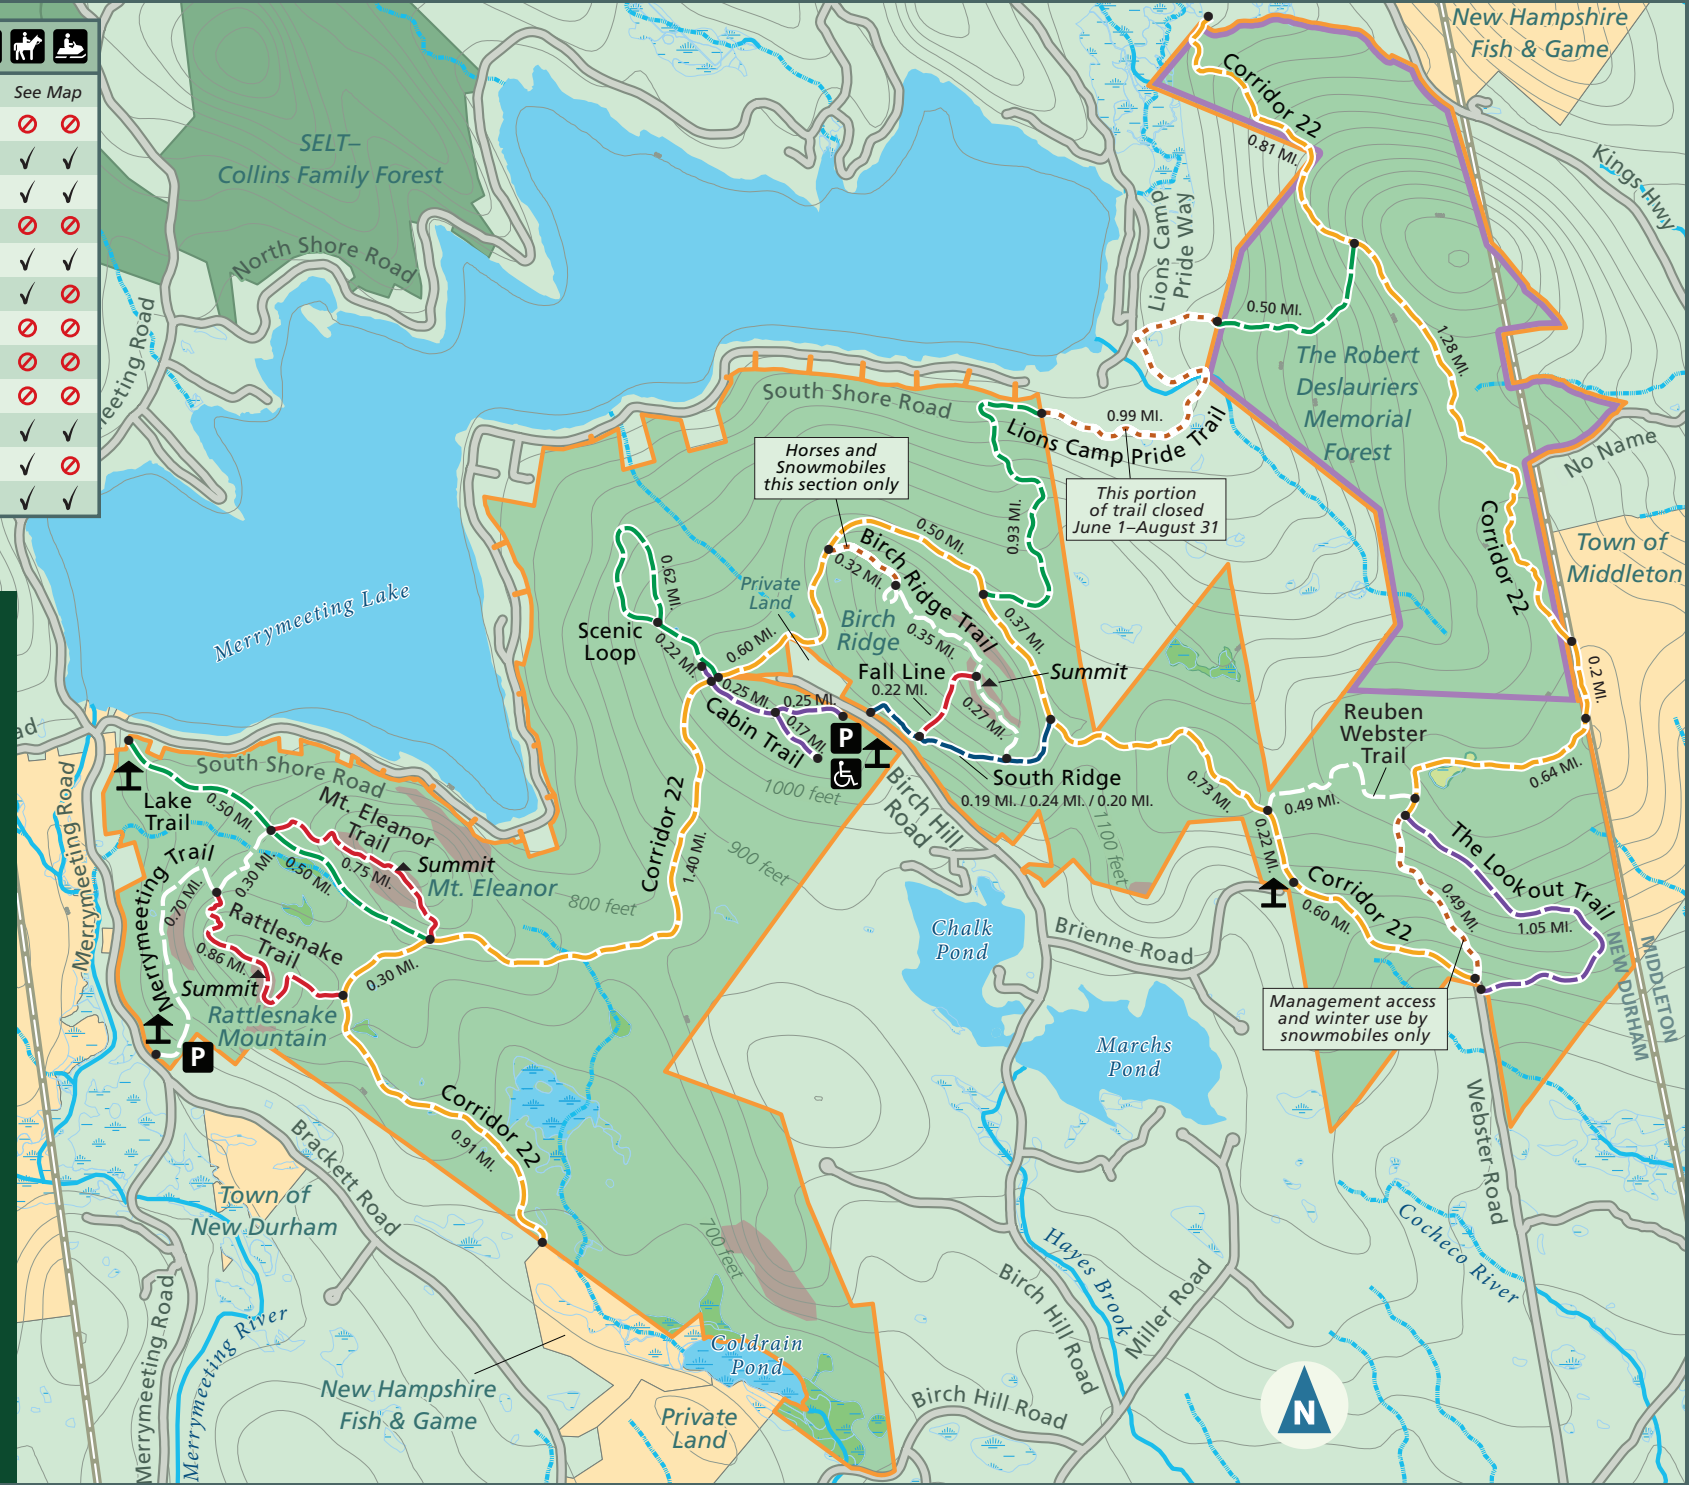 See Map
New Hampshire
Fish & Game
Corridor 22
0.81 MI.
Kings Hwy
SELT–
Collins Family Forest
North Shore Road
Lions Camp
Pride Way
0.50 MI.
1.28 MI.
The Robert
Deslauriers
Memorial
Forest
eeting Road
South Shore Road
0.99 MI.
Lions Camp Pride Trail
No Name
Horses and
Snowmobiles
this section only
This portion
of trail closed
June 1–August 31
0.93 MI.
0.50 MI.
Corridor 22
Town of
Middleton
Merrymeeting Lake
0.62 MI.
Private
Land
Birch Ridge Trail
0.32 MI.
Birch
Ridge
0.35 MI.
0.37 MI.
Scenic
Loop
0.22 MI.
0.60 MI.
Fall Line
0.22 MI.
Summit
0.2 MI.
0.25 MI.
0.25 MI.
0.27 MI.
Cabin Trail
0.17 MI.
P
Reuben
Webster
Trail
ad
South Shore Road
South Ridge
0.19 MI. / 0.24 MI. / 0.20 MI.
1000 feet
Birch Hill
Road
0.73 MI.
0.49 MI.
0.64 MI.
Merrymeeting Road
Lake
Trail
0.50 MI.
Mt. Eleanor
Trail
Corridor 22
1.40 MI.
900 feet
1100 feet
0.22 MI.
The Lookout Trail
Merrymeeting Trail
0.30 MI.
0.50 MI.
0.75 MI.
Summit
Mt. Eleanor
800 feet
0.70 MI.
Rattlesnake
Trail
0.86 MI.
Summit
0.30 MI.
Rattlesnake
Mountain
P
Chalk
Pond
Brienne Road
Corridor 22
0.60 MI.
0.49 MI.
1.05 MI.
NEW DURHAM
MIDDLETON
Management access
and winter use by
snowmobiles only
Marchs
Pond
Corridor 22
0.91 MI.
Brackett Road
Webster Road
Town of
New Durham
Cocheco River
700 feet
Hayes Brook
Birch Hill Road
Miller Road
Merrymeeting Road
Merrymeeting River
Coldrain
Pond
New Hampshire
Fish & Game
Private
Land
Birch Hill Road
N